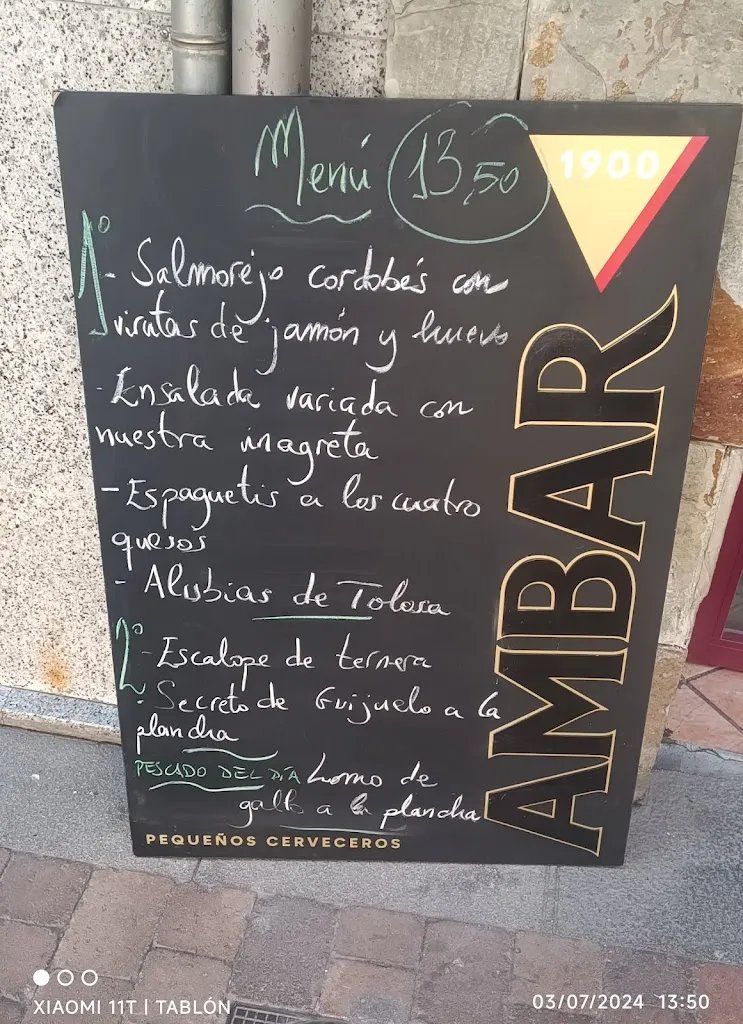 Menú 13,50
1900
1º - Salmorejo cordobés con
virutas de jamón y huevo
- Ensalada variada con
nuestra vinagreta
- Espaguetis a los cuatro
quesos
- Alubias de Tolosa
2º - Escalope de ternera
- Secreto de Guijuelo a la
plancha
PESCADO DEL DÍA Lomo de
gallo a la plancha
AMBAR
PEQUEÑOS CERVECEROS
XIAOMI 11T | TABLÓN
03/07/2024 13:50